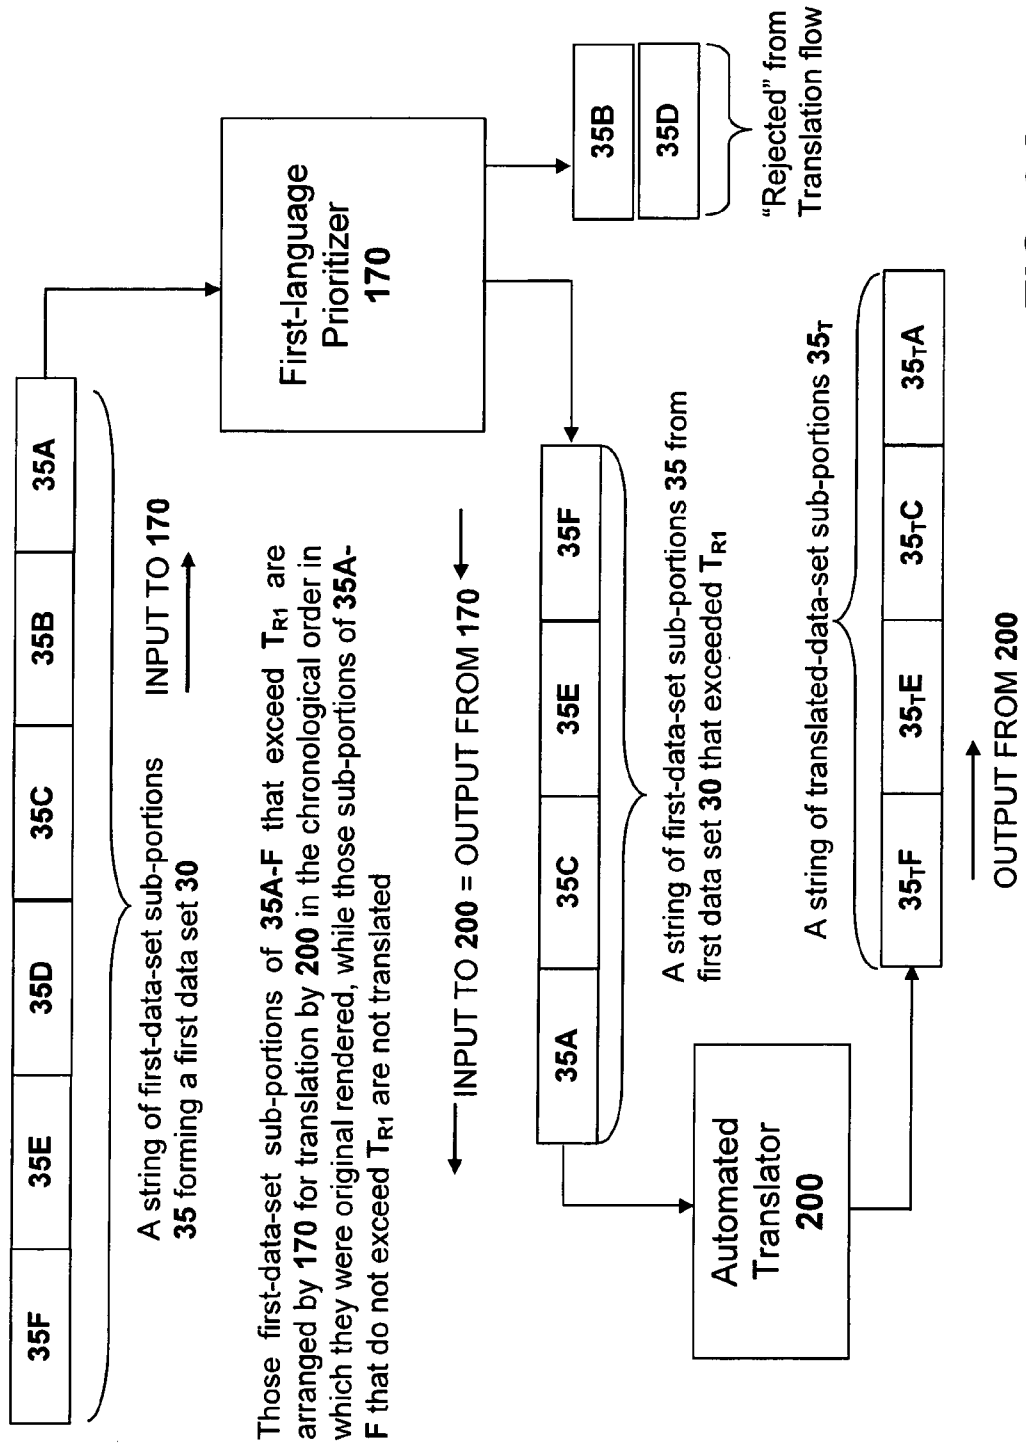 35F 35E 35D 35C 35B 35A
A string of first-data-set sub-portions
35 forming a first data set 30
INPUT TO 170
Those first-data-set sub-portions of 35A-F that exceed TR1 are
arranged by 170 for translation by 200 in the chronological order in
which they were original rendered, while those sub-portions of 35A-
F that do not exceed TR1 are not translated
First-language
Prioritizer
170
INPUT TO 200 = OUTPUT FROM 170
35A 35C 35E 35F
A string of first-data-set sub-portions 35 from
first data set 30 that exceeded TR1
35B
35D
"Rejected" from
Translation flow
Automated
Translator
200
A string of translated-data-set sub-portions 35T
35TF 35TE 35TC 35TA
OUTPUT FROM 200